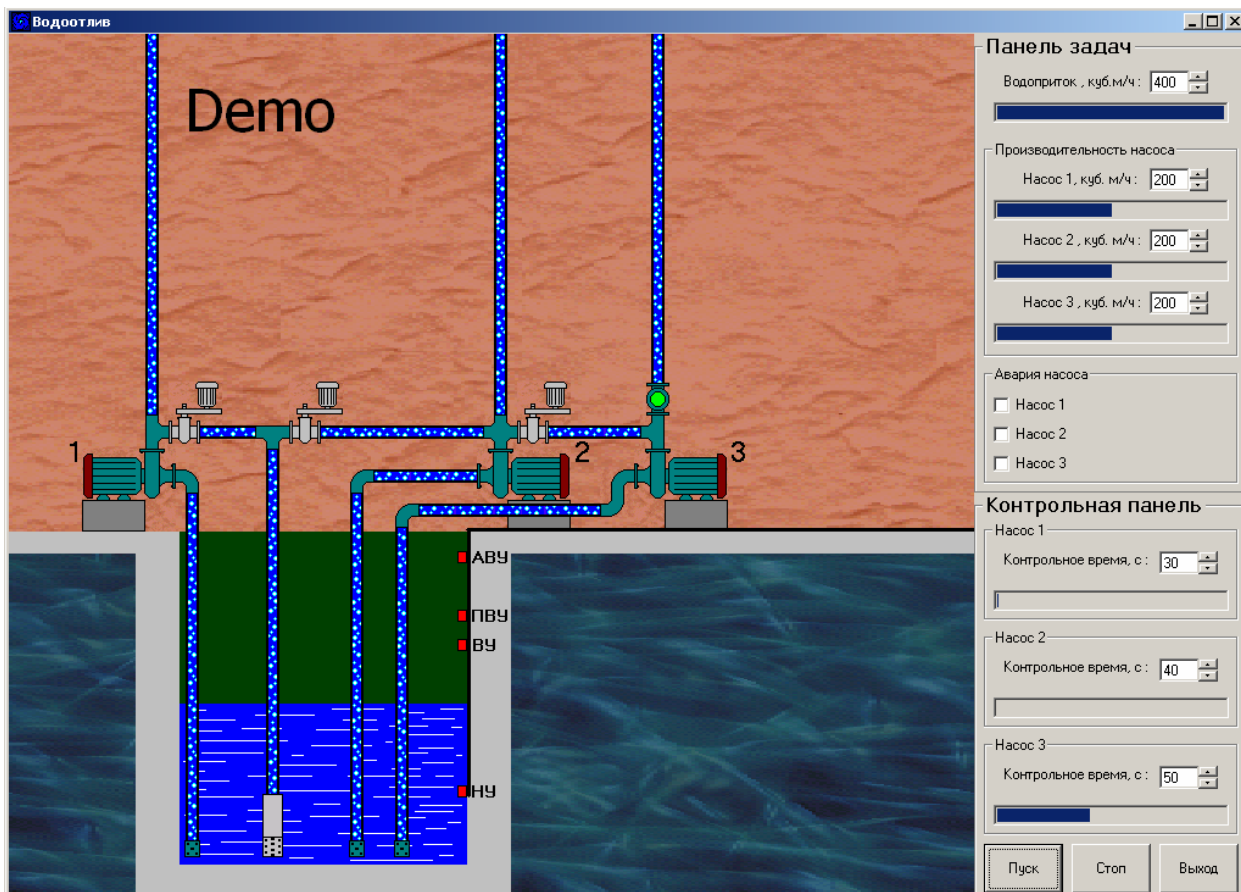 Водоотлив
Demo
1
2
3
АВУ
ПВУ
ВУ
НУ
Панель задач
Водоприток , куб.м/ч : 400
Производительность насоса
Насос 1, куб. м/ч : 200
Насос 2 , куб. м/ч : 200
Насос 3 , куб. м/ч : 200
Авария насоса
Насос 1
Насос 2
Насос 3
Контрольная панель
Насос 1
Контрольное время, с : 30
Насос 2
Контрольное время, с : 40
Насос 3
Контрольное время, с : 50
Пуск Стоп Выход